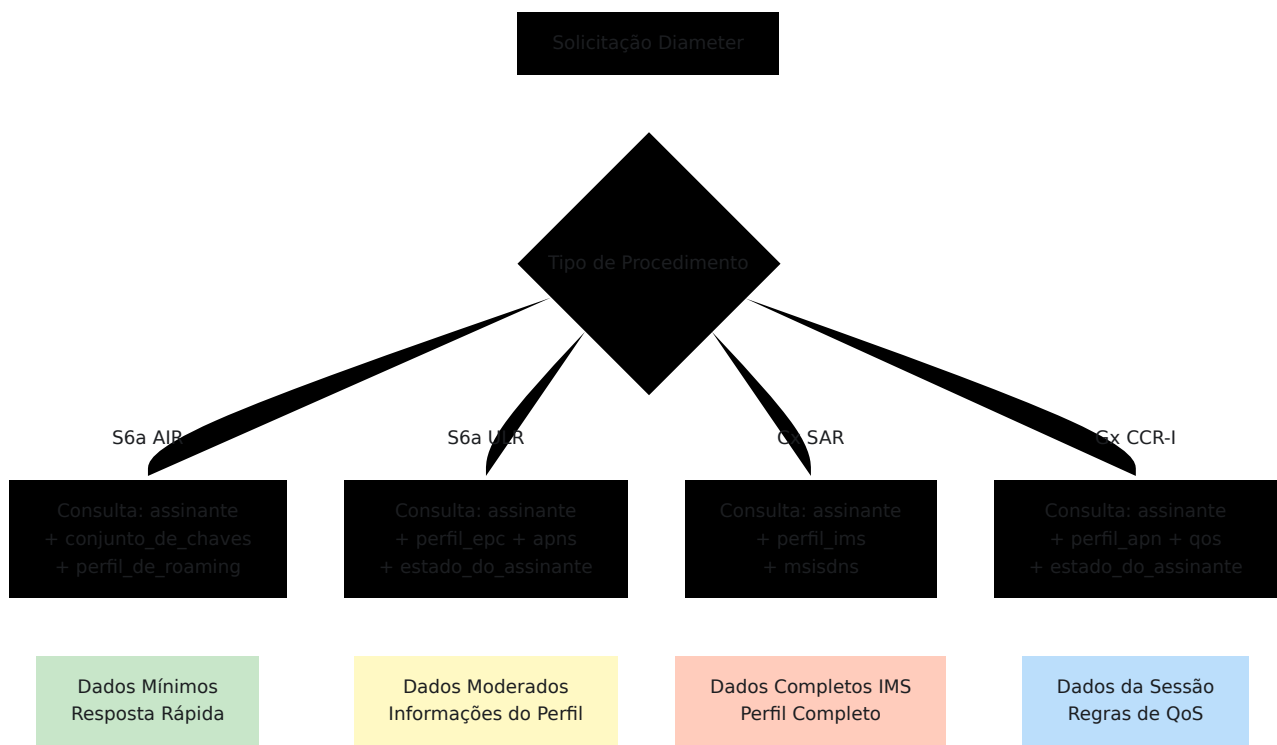 Solicitação Diameter
Tipo de Procedimento
S6a AIR
S6a ULR
Cx SAR
Gx CCR-I
Consulta: assinante
+ conjunto_de_chaves
+ perfil_de_roaming
Consulta: assinante
+ perfil_epc + apns
+ estado_do_assinante
Consulta: assinante
+ perfil_ims
+ msisdns
Consulta: assinante
+ perfil_apn + qos
+ estado_do_assinante
Dados Mínimos
Resposta Rápida
Dados Moderados
Informações do Perfil
Dados Completos IMS
Perfil Completo
Dados da Sessão
Regras de QoS